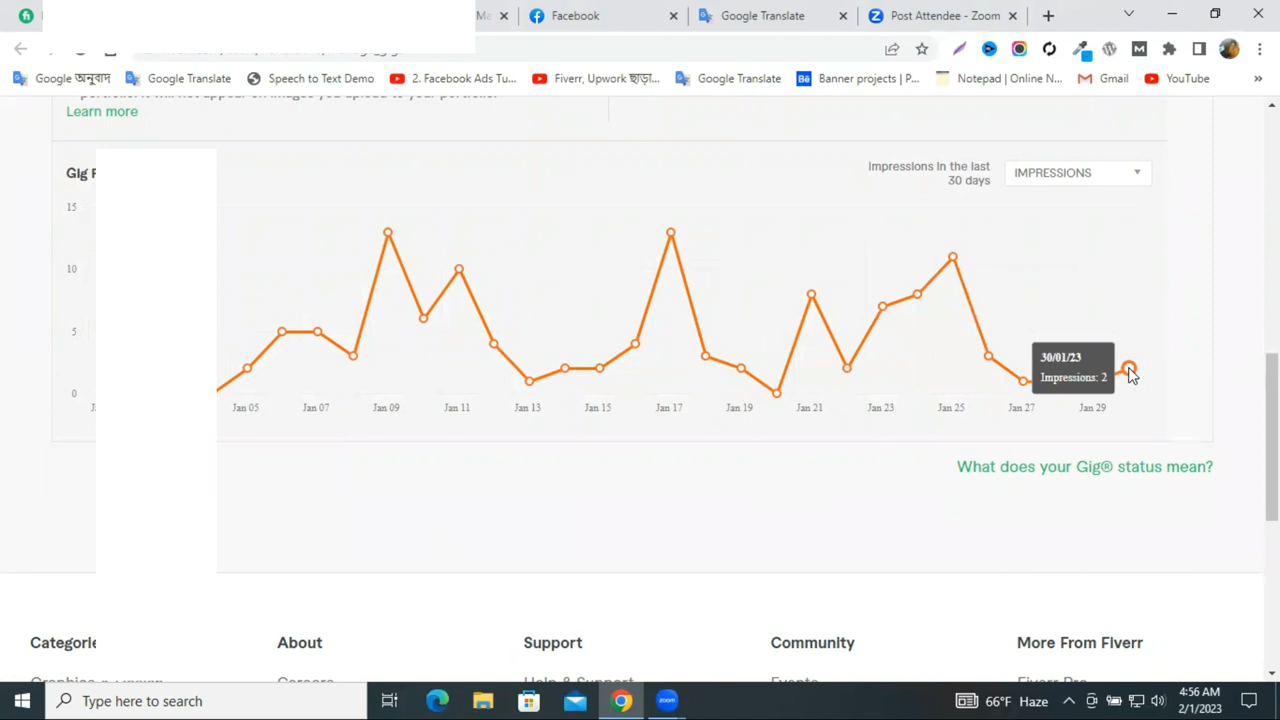 Facebook
Google Translate
Post Attendee - Zoom
Google অনুবাদ
Google Translate
Speech to Text Demo
2. Facebook Ads Tu...
Fiverr, Upwork ছাড়া...
Google Translate
Banner projects | P...
Notepad | Online N...
Gmail
YouTube
»
Learn more
Gig
Impressions in the last
30 days
IMPRESSIONS
15
10
5
0
30/01/23
Impressions: 2
Jan 05
Jan 07
Jan 09
Jan 11
Jan 13
Jan 15
Jan 17
Jan 19
Jan 21
Jan 23
Jan 25
Jan 27
Jan 29
What does your Gig® status mean?
Categorie
About
Support
Community
More From Fiverr
Type here to search
66°F Haze
4:56 AM
2/1/2023